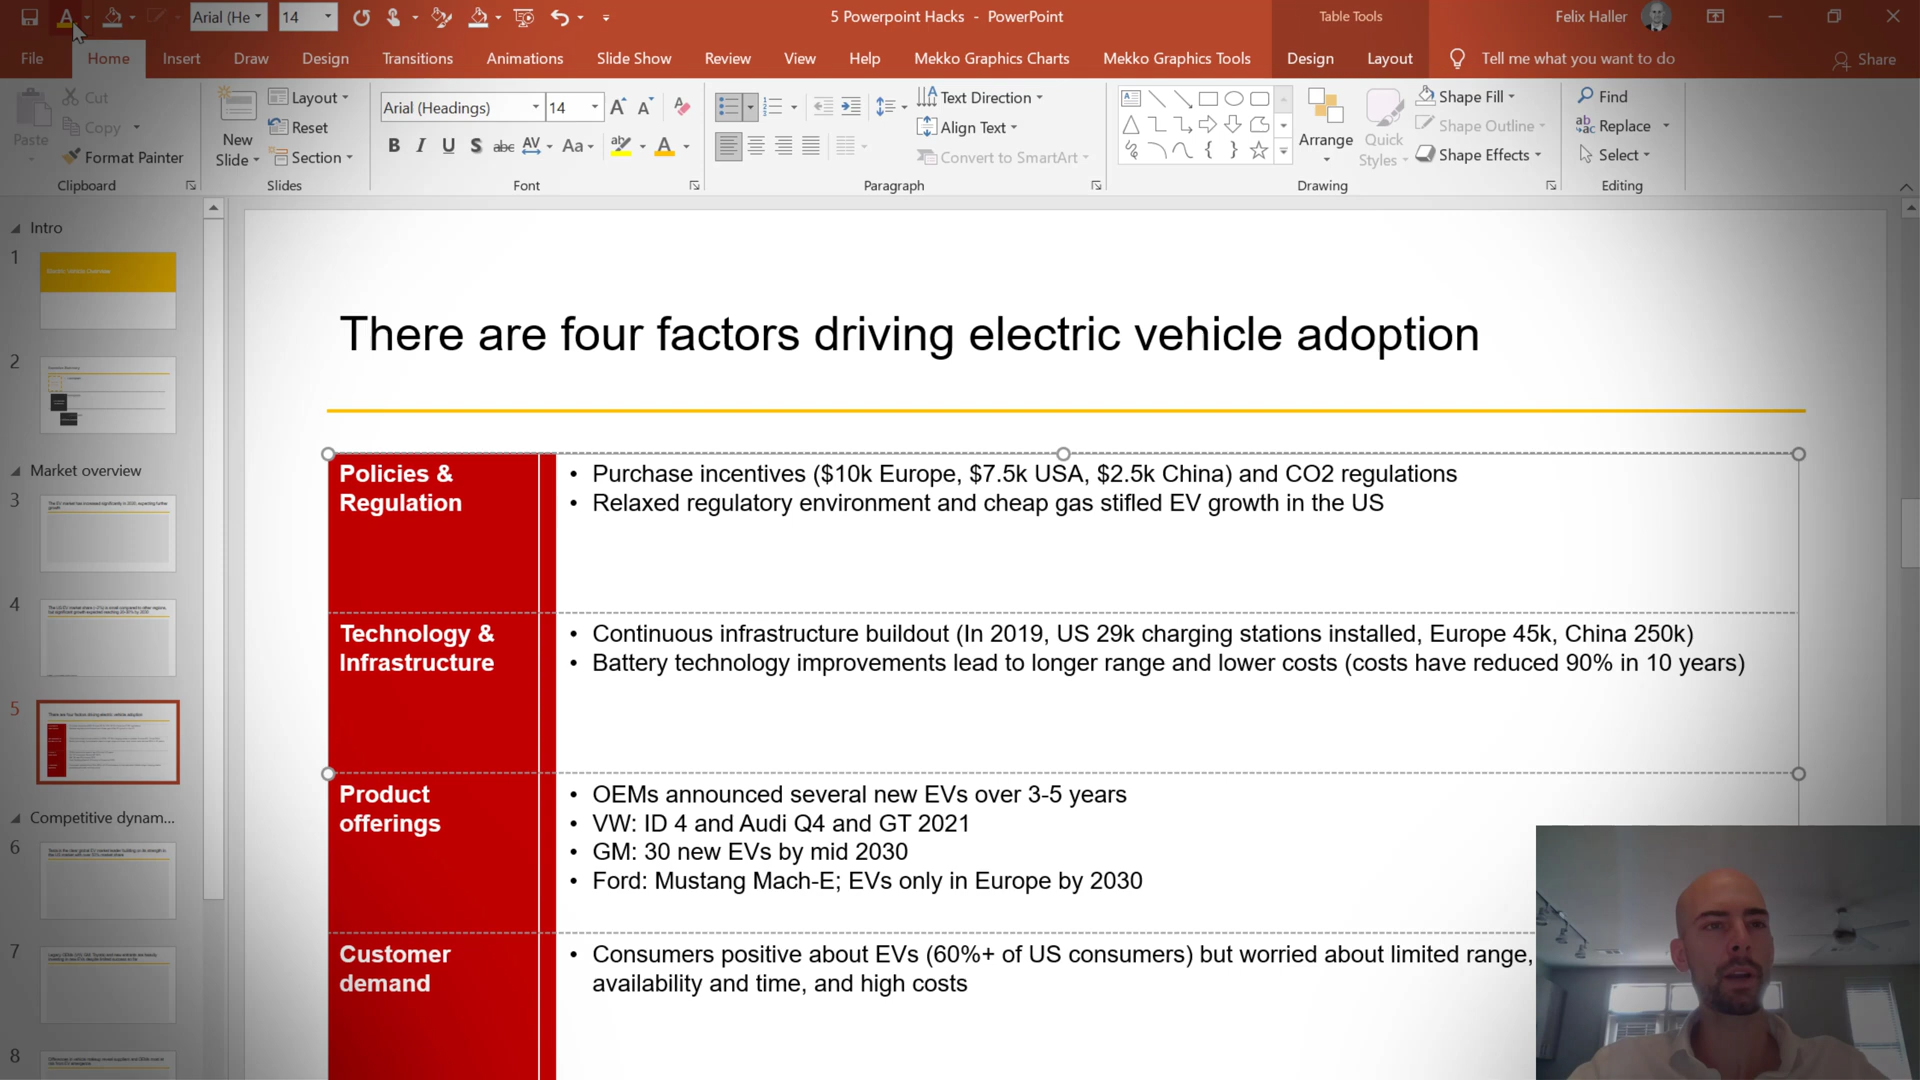 Arial (He
14
5 Powerpoint Hacks - PowerPoint
Table Tools
Felix Haller
File
Home
Insert
Draw
Design
Transitions
Animations
Slide Show
Review
View
Help
Mekko Graphics Charts
Mekko Graphics Tools
Design
Layout
Tell me what you want to do
Share
Paste
Cut
Copy
Format Painter
Clipboard
New
Slide
Layout
Reset
Section
Slides
Arial (Headings)
14
Font
Text Direction
Align Text
Convert to SmartArt
Paragraph
Arrange
Quick
Styles
Shape Fill
Shape Outline
Shape Effects
Drawing
Find
Replace
Select
Editing
Intro
1
2
Market overview
3
4
5
Competitive dynam...
6
7
8
There are four factors driving electric vehicle adoption
Policies &
Regulation
• Purchase incentives ($10k Europe, $7.5k USA, $2.5k China) and CO2 regulations
• Relaxed regulatory environment and cheap gas stifled EV growth in the US
Technology &
Infrastructure
• Continuous infrastructure buildout (In 2019, US 29k charging stations installed, Europe 45k, China 250k)
• Battery technology improvements lead to longer range and lower costs (costs have reduced 90% in 10 years)
Product
offerings
• OEMs announced several new EVs over 3-5 years
• VW: ID 4 and Audi Q4 and GT 2021
• GM: 30 new EVs by mid 2030
• Ford: Mustang Mach-E; EVs only in Europe by 2030
Customer
demand
• Consumers positive about EVs (60%+ of US consumers) but worried about limited range,
availability and time, and high costs